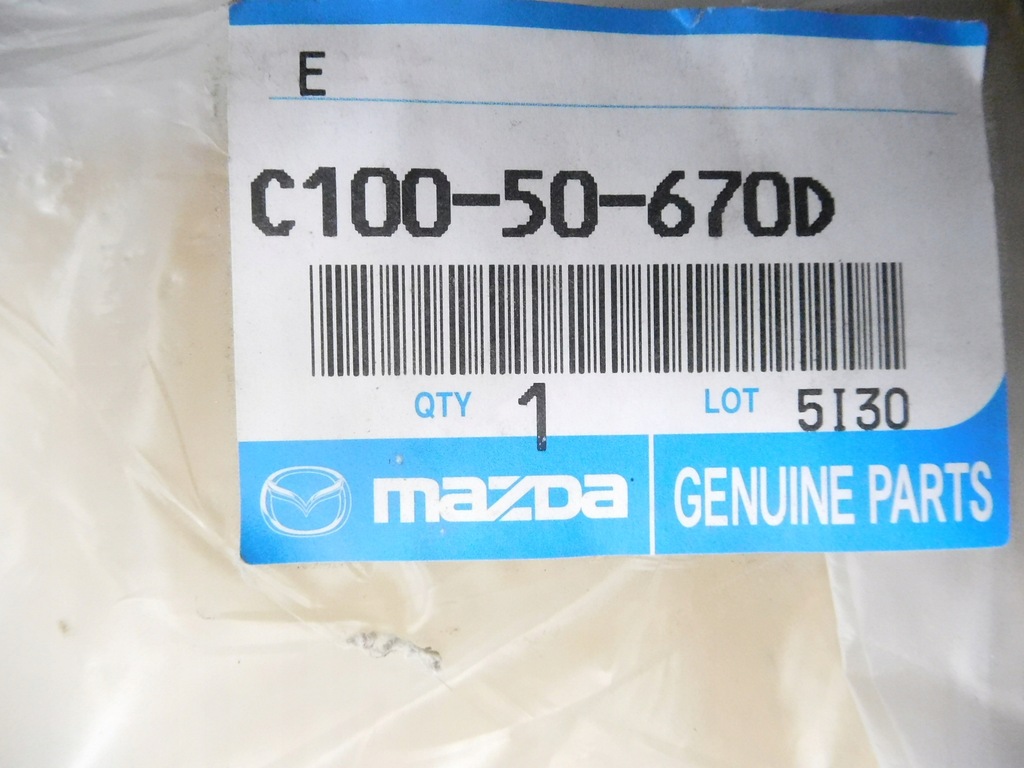 E
C100-50-670D
QTY 1 LOT 5I30
mazda GENUINE PARTS